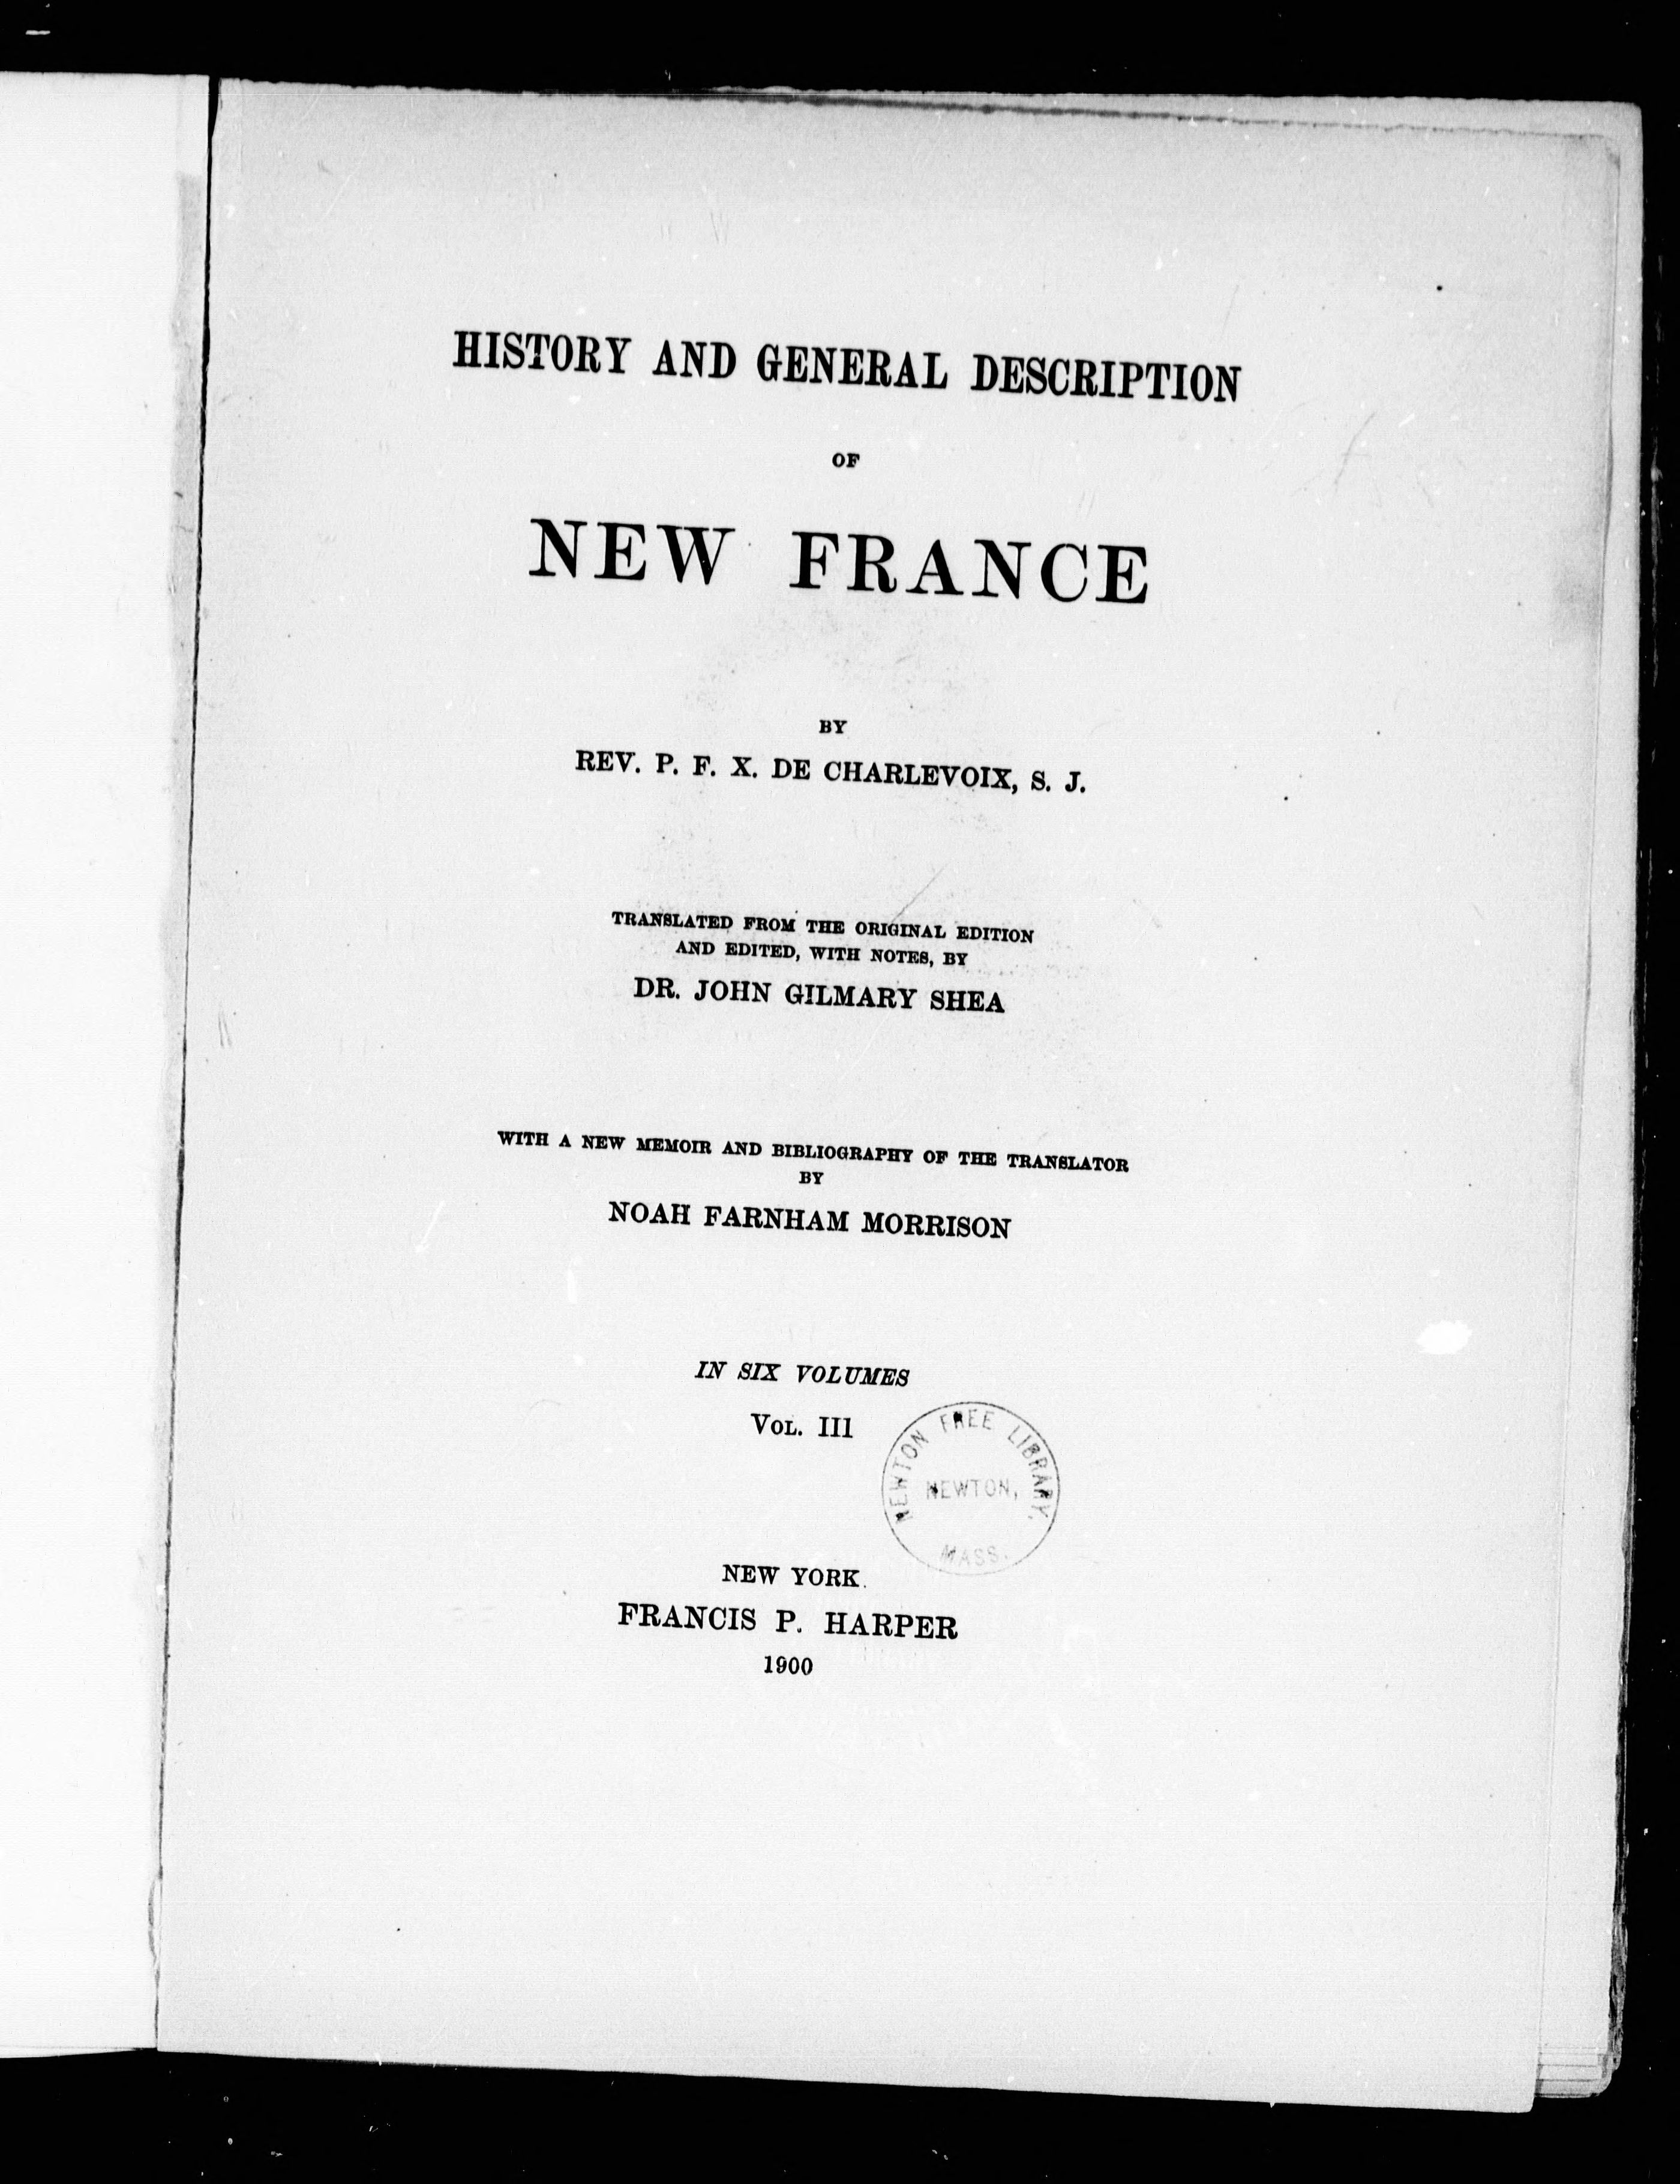 HISTORY AND GENERAL DESCRIPTION
OF
NEW FRANCE
BY
REV. P. F. X. DE CHARLEVOIX, S. J.
TRANSLATED FROM THE ORIGINAL EDITION
AND EDITED, WITH NOTES, BY
DR. JOHN GILMARY SHEA
WITH A NEW MEMOIR AND BIBLIOGRAPHY OF THE TRANSLATOR
BY
NOAH FARNHAM MORRISON
IN SIX VOLUMES
VOL. III
NEWTON FREE LIBRARY,
NEWTON,
MASS.
NEW YORK
FRANCIS P. HARPER
1900